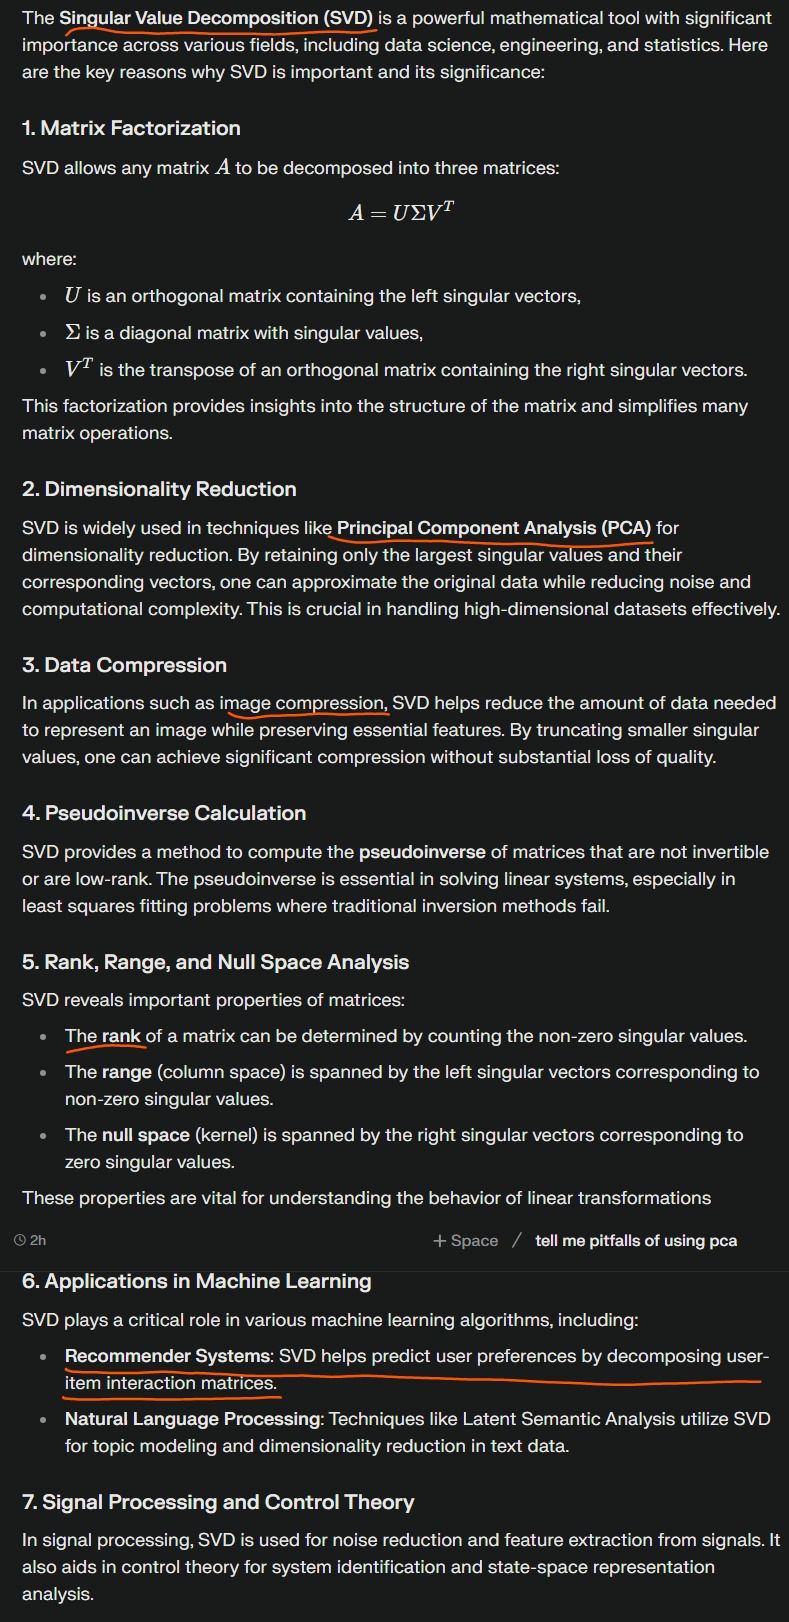 The Singular Value Decomposition (SVD) is a powerful mathematical tool with significant
importance across various fields, including data science, engineering, and statistics. Here
are the key reasons why SVD is important and its significance:
1. Matrix Factorization
SVD allows any matrix A to be decomposed into three matrices:
A = UΣV^T
where:
• U is an orthogonal matrix containing the left singular vectors,
• Σ is a diagonal matrix with singular values,
• V^T is the transpose of an orthogonal matrix containing the right singular vectors.
This factorization provides insights into the structure of the matrix and simplifies many
matrix operations.
2. Dimensionality Reduction
SVD is widely used in techniques like Principal Component Analysis (PCA) for
dimensionality reduction. By retaining only the largest singular values and their
corresponding vectors, one can approximate the original data while reducing noise and
computational complexity. This is crucial in handling high-dimensional datasets effectively.
3. Data Compression
In applications such as image compression, SVD helps reduce the amount of data needed
to represent an image while preserving essential features. By truncating smaller singular
values, one can achieve significant compression without substantial loss of quality.
4. Pseudoinverse Calculation
SVD provides a method to compute the pseudoinverse of matrices that are not invertible
or are low-rank. The pseudoinverse is essential in solving linear systems, especially in
least squares fitting problems where traditional inversion methods fail.
5. Rank, Range, and Null Space Analysis
SVD reveals important properties of matrices:
• The rank of a matrix can be determined by counting the non-zero singular values.
• The range (column space) is spanned by the left singular vectors corresponding to
non-zero singular values.
• The null space (kernel) is spanned by the right singular vectors corresponding to
zero singular values.
These properties are vital for understanding the behavior of linear transformations
2h + Space / tell me pitfalls of using pca
6. Applications in Machine Learning
SVD plays a critical role in various machine learning algorithms, including:
• Recommender Systems: SVD helps predict user preferences by decomposing user-
item interaction matrices.
• Natural Language Processing: Techniques like Latent Semantic Analysis utilize SVD
for topic modeling and dimensionality reduction in text data.
7. Signal Processing and Control Theory
In signal processing, SVD is used for noise reduction and feature extraction from signals. It
also aids in control theory for system identification and state-space representation
analysis.